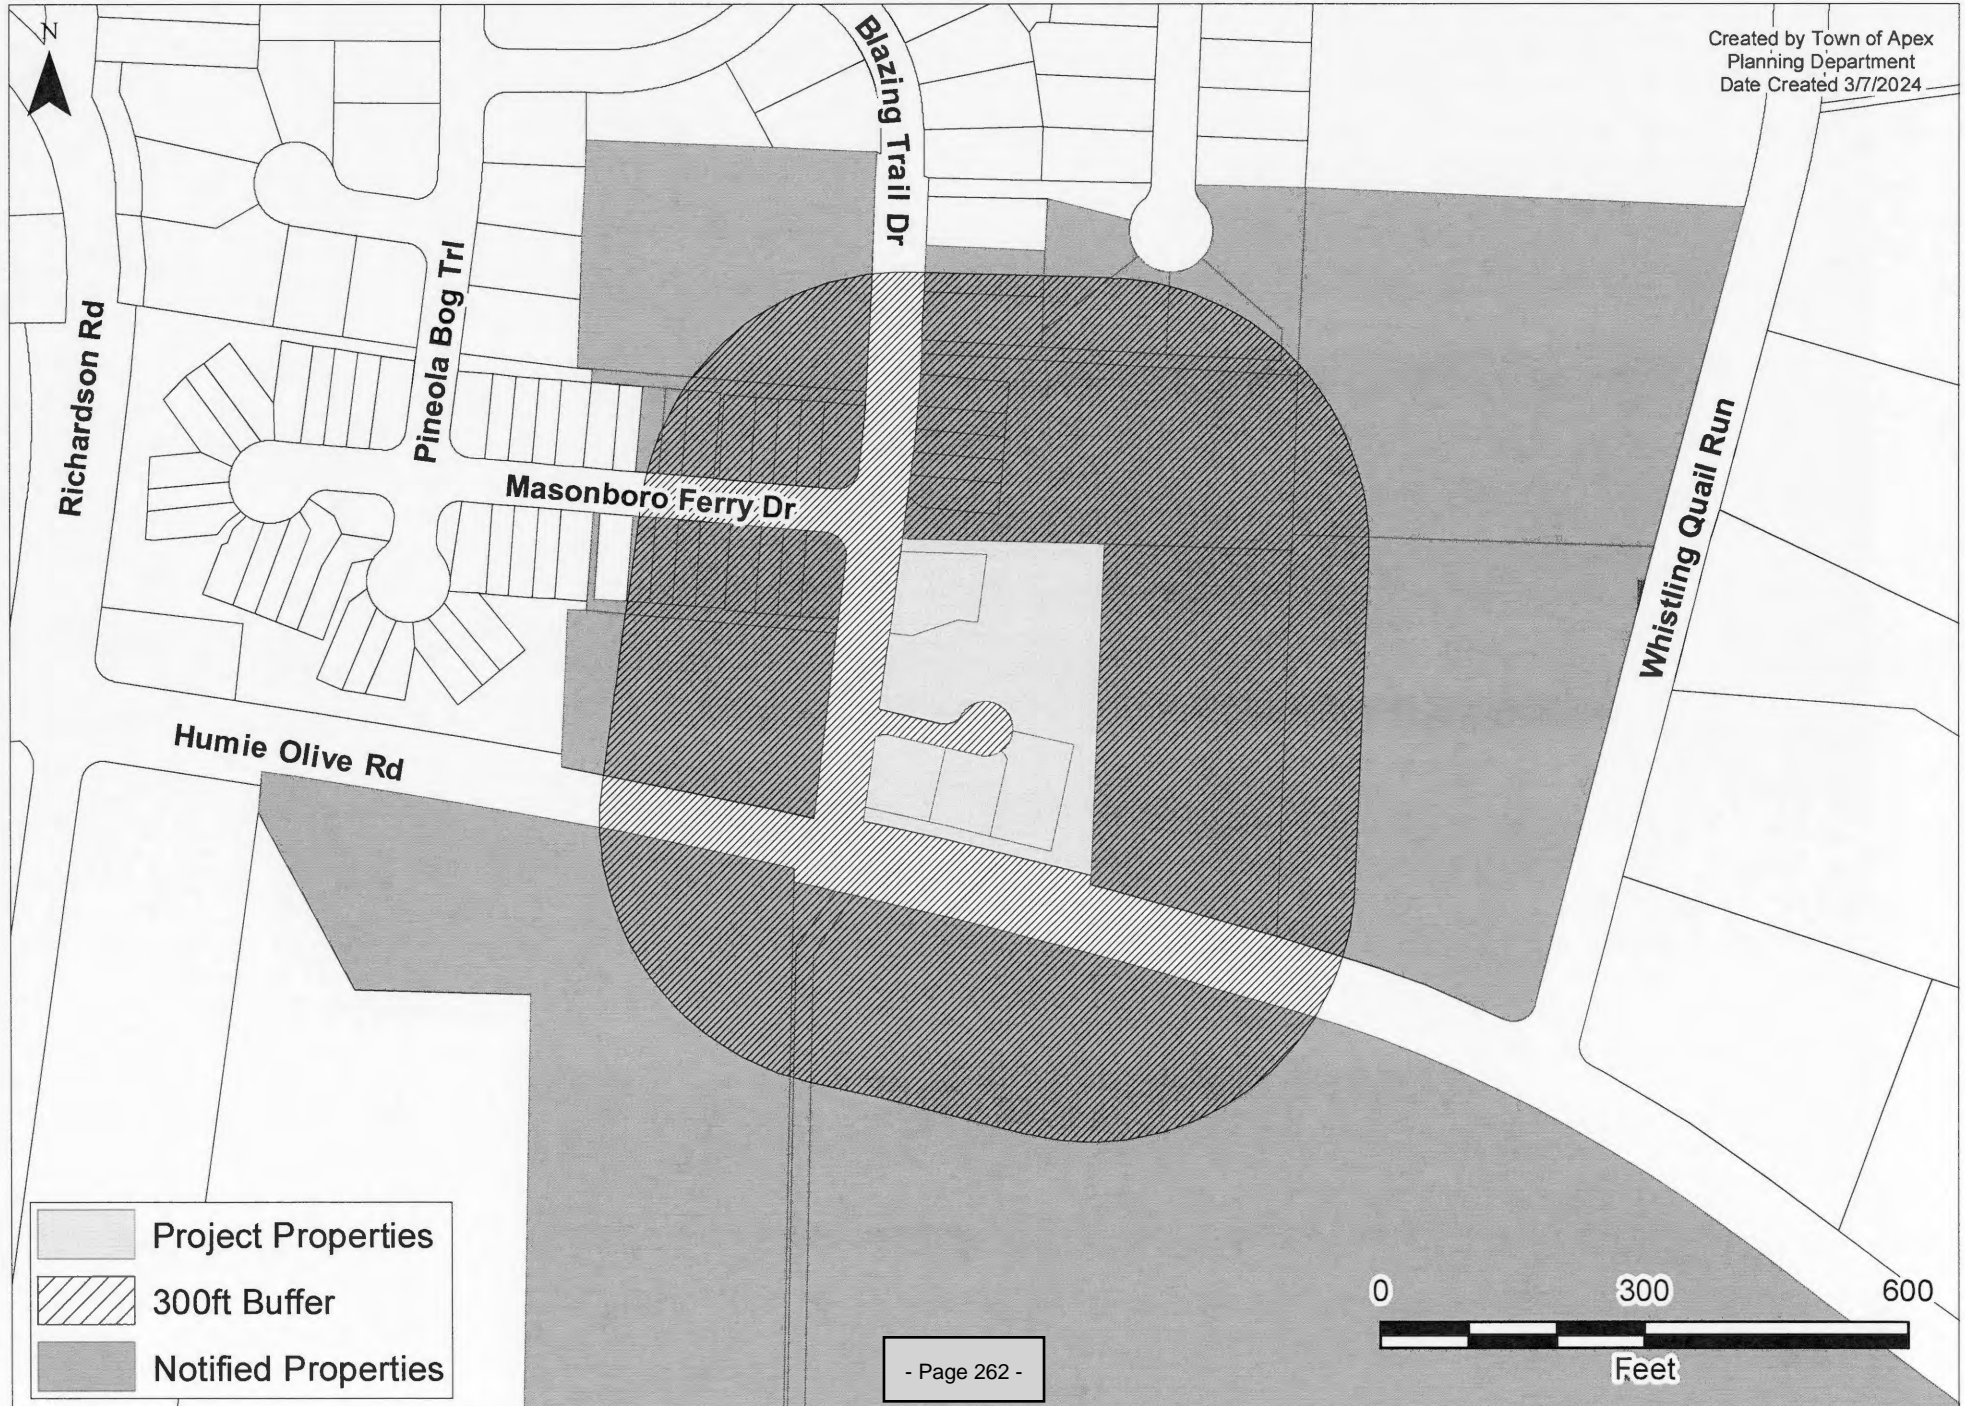 N
Created by Town of Apex
Planning Department
Date Created 3/7/2024
Blazing Trail Dr
Pineola Bog Trl
Richardson Rd
Masonboro Ferry Dr
Whistling Quail Run
Humie Olive Rd
Project Properties
300ft Buffer
Notified Properties
0 300 600
Feet
- Page 262 -